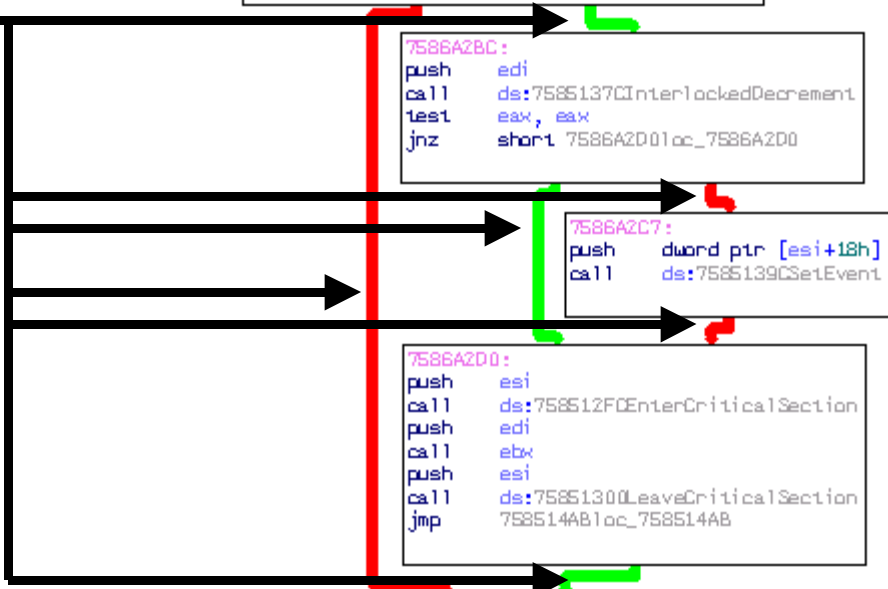 7586A2BC:
push edi
call ds:7585137CInterlockedDecrement
test eax, eax
jnz short 7586A2D0loc_7586A2D0
7586A2C7:
push dword ptr [esi+18h]
call ds:7585139CSetEvent
7586A2D0:
push esi
call ds:758512FCEnterCriticalSection
push edi
call ebx
push esi
call ds:75851300LeaveCriticalSection
jmp 758514ABloc_758514AB